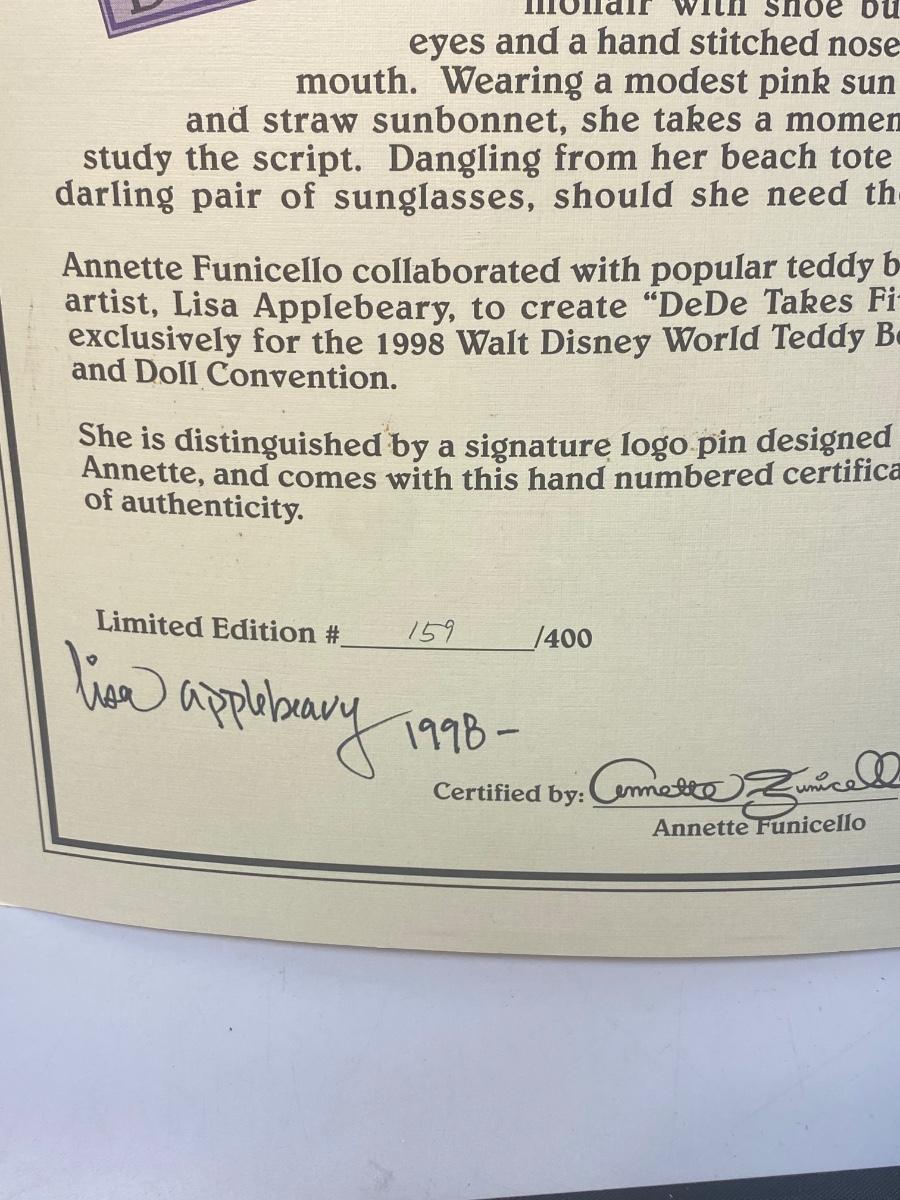 mohair with shoe bu
eyes and a hand stitched nose
mouth. Wearing a modest pink sun
and straw sunbonnet, she takes a momen
study the script. Dangling from her beach tote
darling pair of sunglasses, should she need the
Annette Funicello collaborated with popular teddy b
artist, Lisa Applebeary, to create “DeDe Takes Fi
exclusively for the 1998 Walt Disney World Teddy Be
and Doll Convention.
She is distinguished by a signature logo pin designed
Annette, and comes with this hand numbered certifica
of authenticity.
Limited Edition # 159 /400
lisa applebeary 1998 -
Certified by: Annette Funicell
Annette Funicello